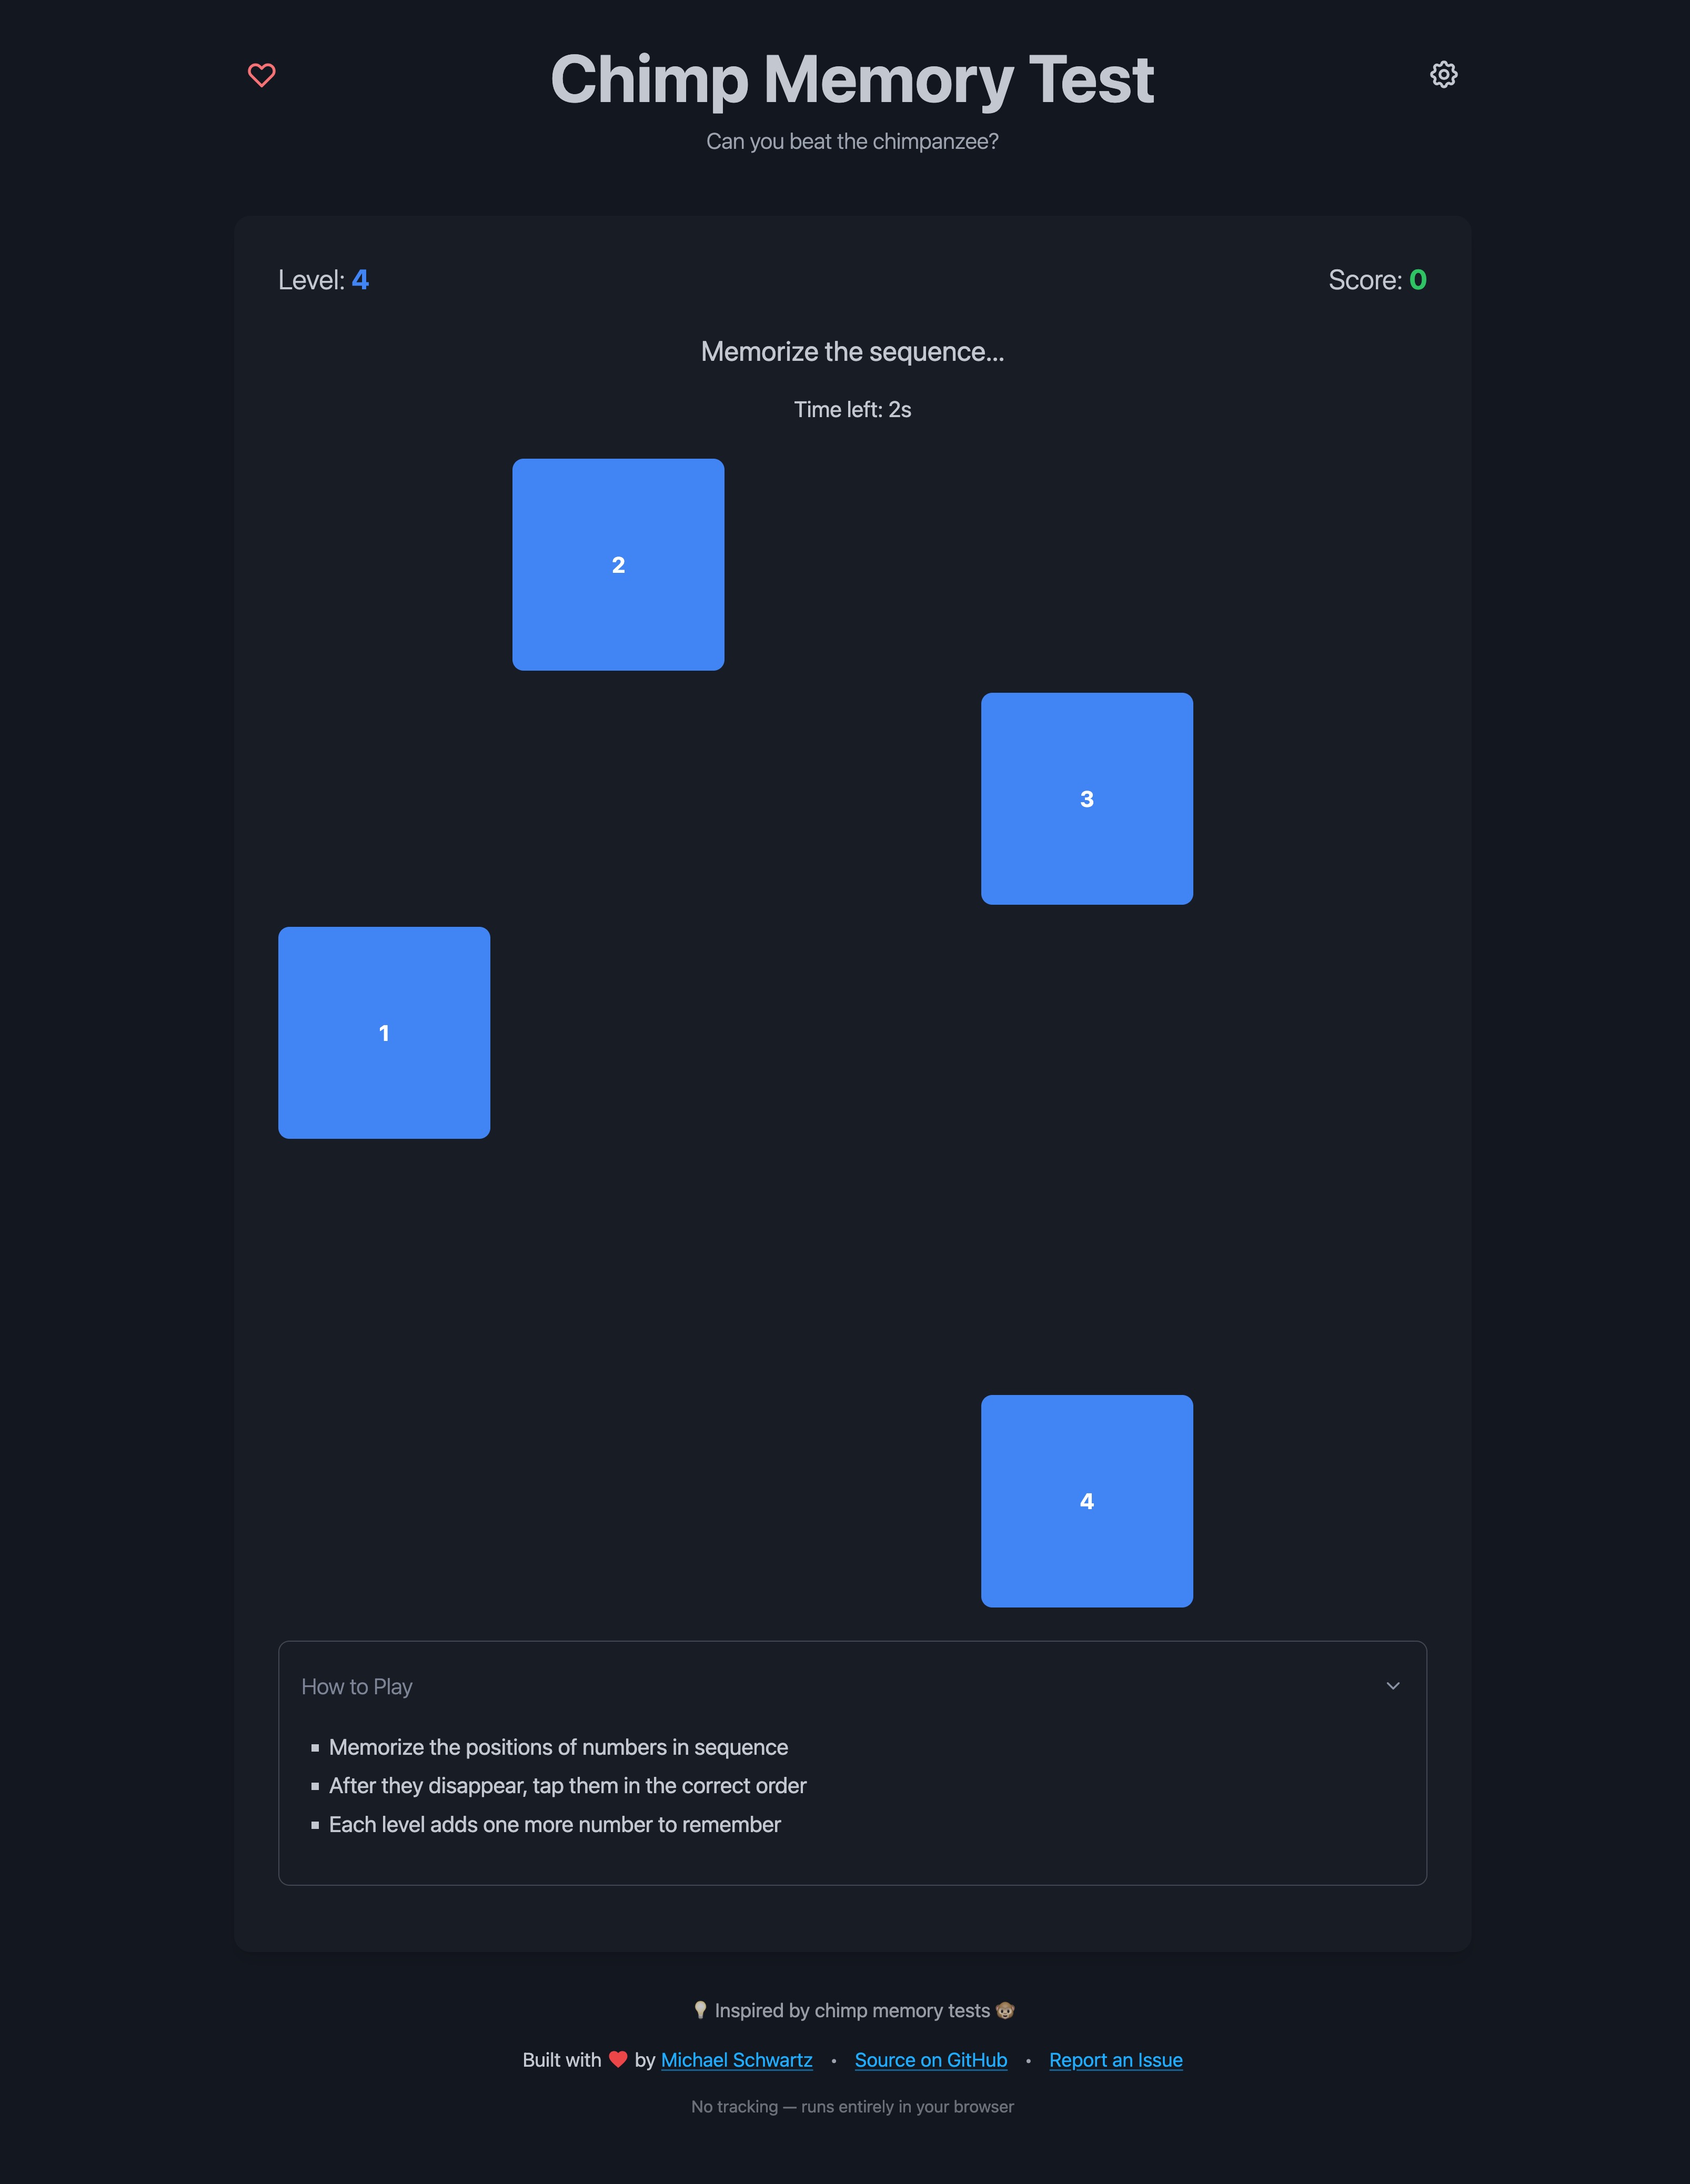 Chimp Memory Test
Can you beat the chimpanzee?
Level: 4
Score: 0
Memorize the sequence...
Time left: 2s
2
3
1
4
How to Play
▪ Memorize the positions of numbers in sequence
▪ After they disappear, tap them in the correct order
▪ Each level adds one more number to remember
💡 Inspired by chimp memory tests 🐵
Built with ❤️ by Michael Schwartz • Source on GitHub • Report an Issue
No tracking — runs entirely in your browser